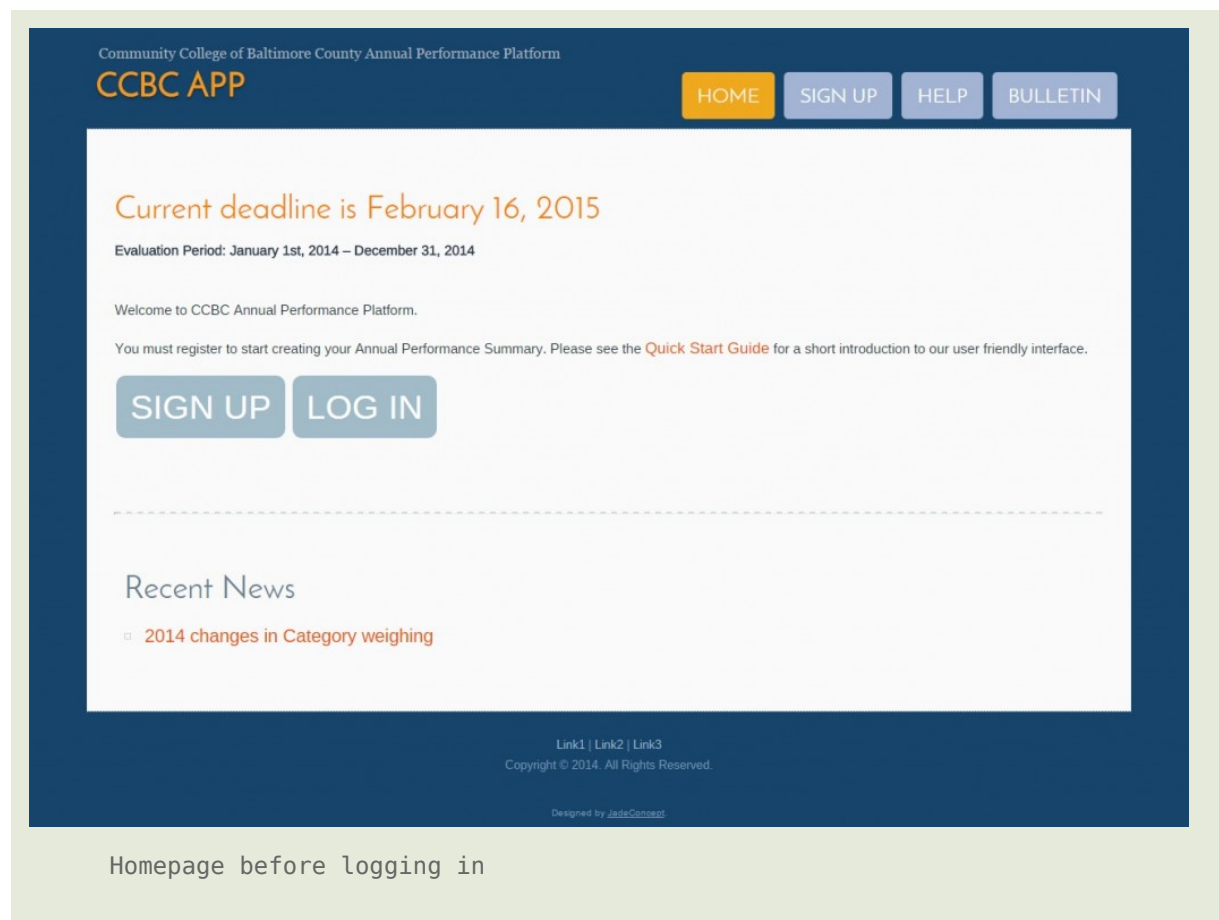 Community College of Baltimore County Annual Performance Platform
CCBC APP
HOME SIGN UP HELP BULLETIN
Current deadline is February 16, 2015
Evaluation Period: January 1st, 2014 – December 31, 2014
Welcome to CCBC Annual Performance Platform.
You must register to start creating your Annual Performance Summary. Please see the Quick Start Guide for a short introduction to our user friendly interface.
SIGN UP LOG IN
Recent News
2014 changes in Category weighing
Link1 | Link2 | Link3
Copyright © 2014. All Rights Reserved.
Designed by JadeConcept.
Homepage before logging in